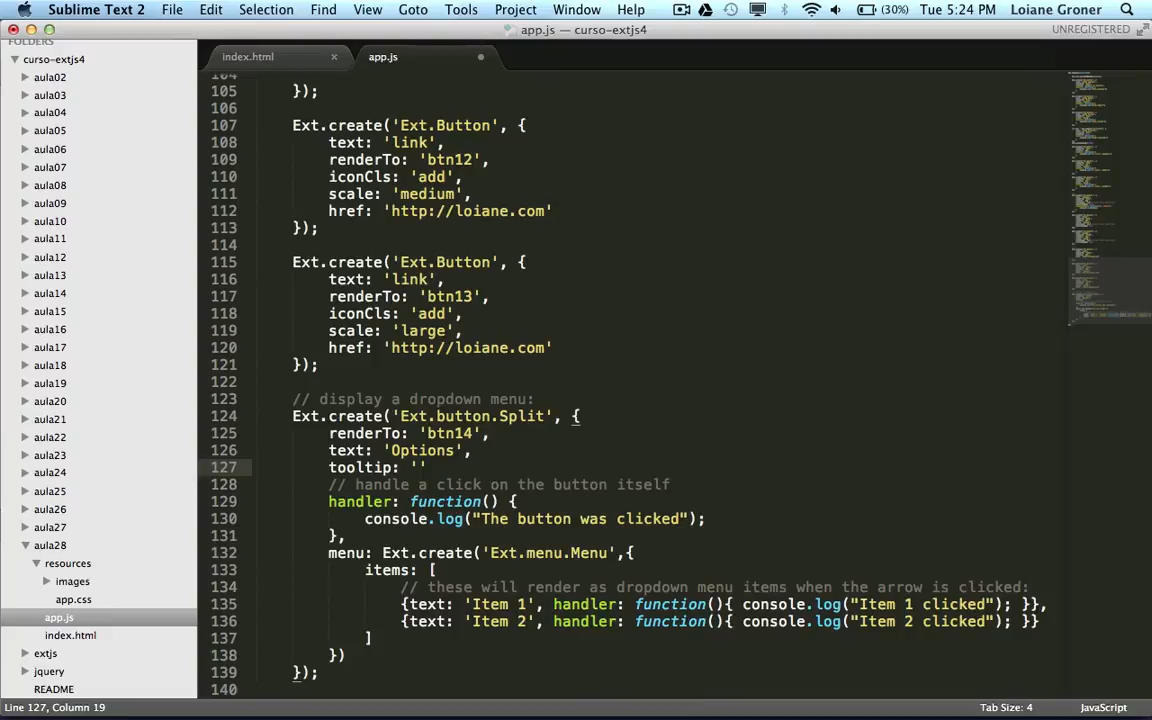 Sublime Text 2 File Edit Selection Find View Goto Tools Project Window Help (30%) Tue 5:24 PM Loiane Groner
app.js — curso-extjs4 UNREGISTERED
FOLDERS
curso-extjs4
aula02
aula03
aula04
aula05
aula06
aula07
aula08
aula09
aula10
aula11
aula12
aula13
aula14
aula15
aula16
aula17
aula18
aula19
aula20
aula21
aula22
aula23
aula24
aula25
aula26
aula27
aula28
resources
images
app.css
app.js
index.html
extjs
jquery
README
index.html × app.js
104
105 });
106
107 Ext.create('Ext.Button', {
108 text: 'link',
109 renderTo: 'btn12',
110 iconCls: 'add',
111 scale: 'medium',
112 href: 'http://loiane.com'
113 });
114
115 Ext.create('Ext.Button', {
116 text: 'link',
117 renderTo: 'btn13',
118 iconCls: 'add',
119 scale: 'large',
120 href: 'http://loiane.com'
121 });
122
123 // display a dropdown menu:
124 Ext.create('Ext.button.Split', {
125 renderTo: 'btn14',
126 text: 'Options',
127 tooltip: ''
128 // handle a click on the button itself
129 handler: function() {
130 console.log("The button was clicked");
131 },
132 menu: Ext.create('Ext.menu.Menu',{
133 items: [
134 // these will render as dropdown menu items when the arrow is clicked:
135 {text: 'Item 1', handler: function(){ console.log("Item 1 clicked"); }},
136 {text: 'Item 2', handler: function(){ console.log("Item 2 clicked"); }}
137 ]
138 })
139 });
140
Line 127, Column 19 Tab Size: 4 JavaScript